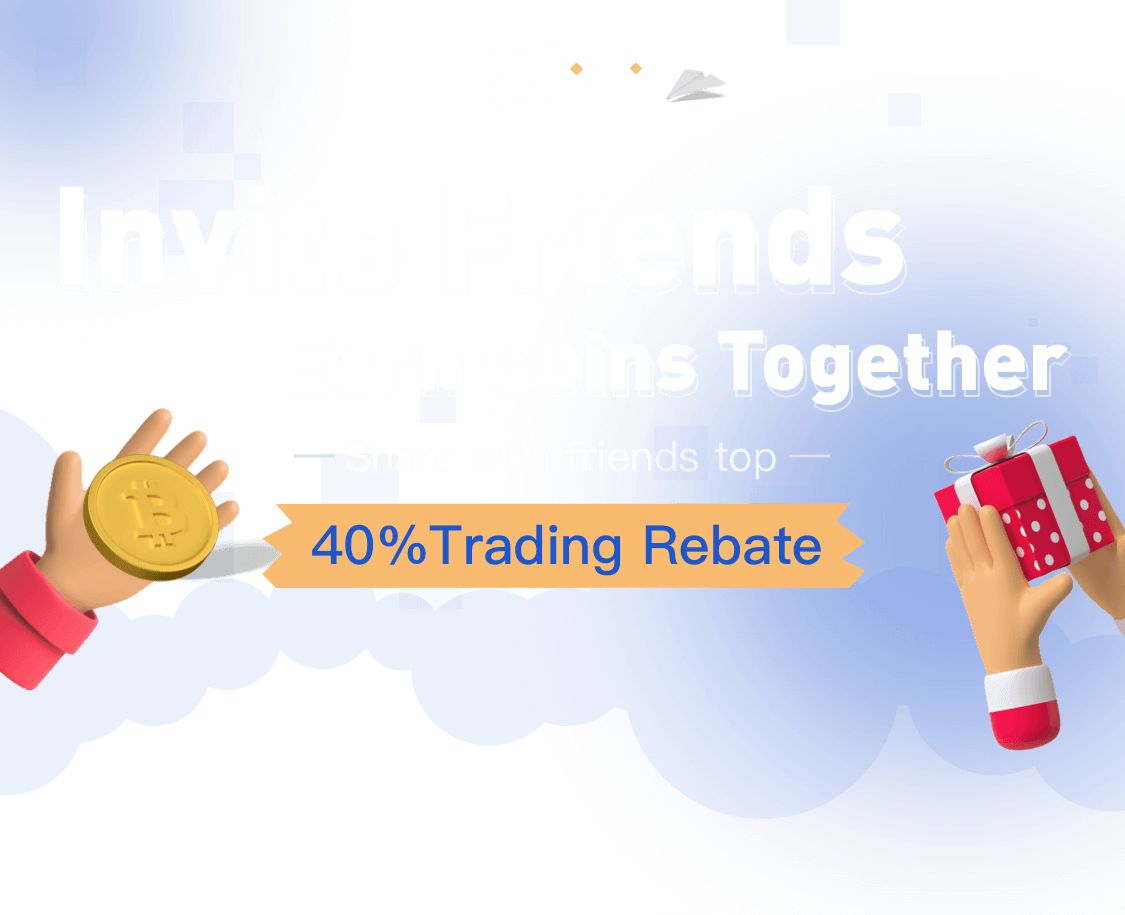 Invite Friends
Coins Together
Share with friends top
40%Trading Rebate